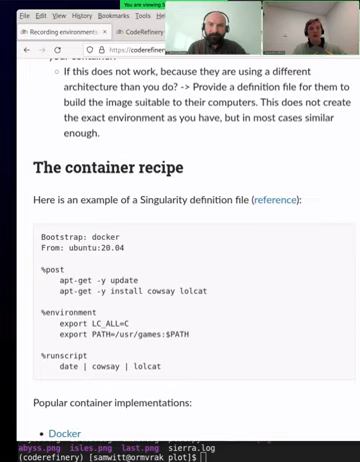 You are viewing S
File Edit View History Bookmarks Tools H
Recording environments
CodeRefinery
https://coderefiner
your container?
If this does not work, because they are using a different
architecture than you do? -> Provide a definition file for them to
build the image suitable to their computers. This does not create
the exact environment as you have, but in most cases similar
enough.
The container recipe
Here is an example of a Singularity definition file (reference):
Bootstrap: docker
From: ubuntu:20.04
%post
apt-get -y update
apt-get -y install cowsay lolcat
%environment
export LC_ALL=C
export PATH=/usr/games:$PATH
%runscript
date | cowsay | lolcat
Popular container implementations:
Docker
abyss.png isles.png last.png sierra.log
(coderefinery) [samwitt@ormvrak plot]$